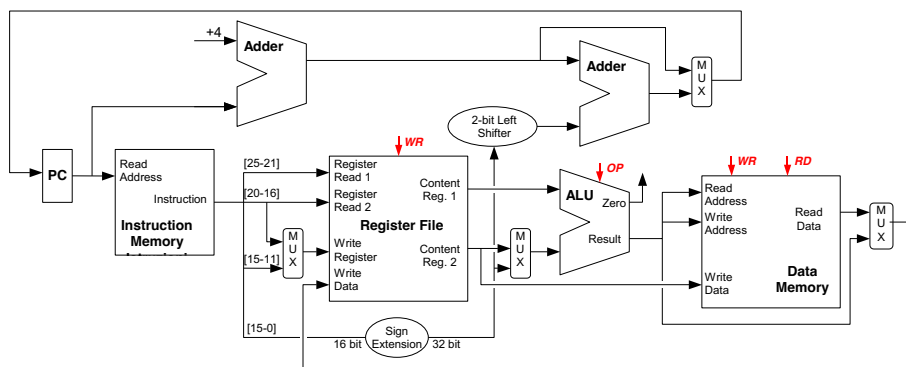 +4
Adder
Adder
M
U
X
2-bit Left
Shifter
WR
OP
WR
RD
PC
Read
Address
Instruction
Instruction
Memory
[25-21]
[20-16]
[15-11]
[15-0]
M
U
X
Register
Read 1
Register
Read 2
Register File
Write
Register
Write
Data
Content
Reg. 1
Content
Reg. 2
M
U
X
ALU
Zero
Result
Read
Address
Write
Address
Write
Data
Read
Data
Data
Memory
M
U
X
16 bit
Sign
Extension
32 bit